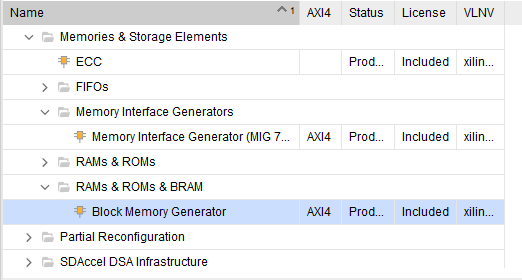 Name 1 AXI4 Status License VLNV
Memories & Storage Elements
ECC Prod... Included xilin...
FIFOs
Memory Interface Generators
Memory Interface Generator (MIG 7... AXI4 Prod... Included xilin...
RAMs & ROMs
RAMs & ROMs & BRAM
Block Memory Generator AXI4 Prod... Included xilin...
Partial Reconfiguration
SDAccel DSA Infrastructure